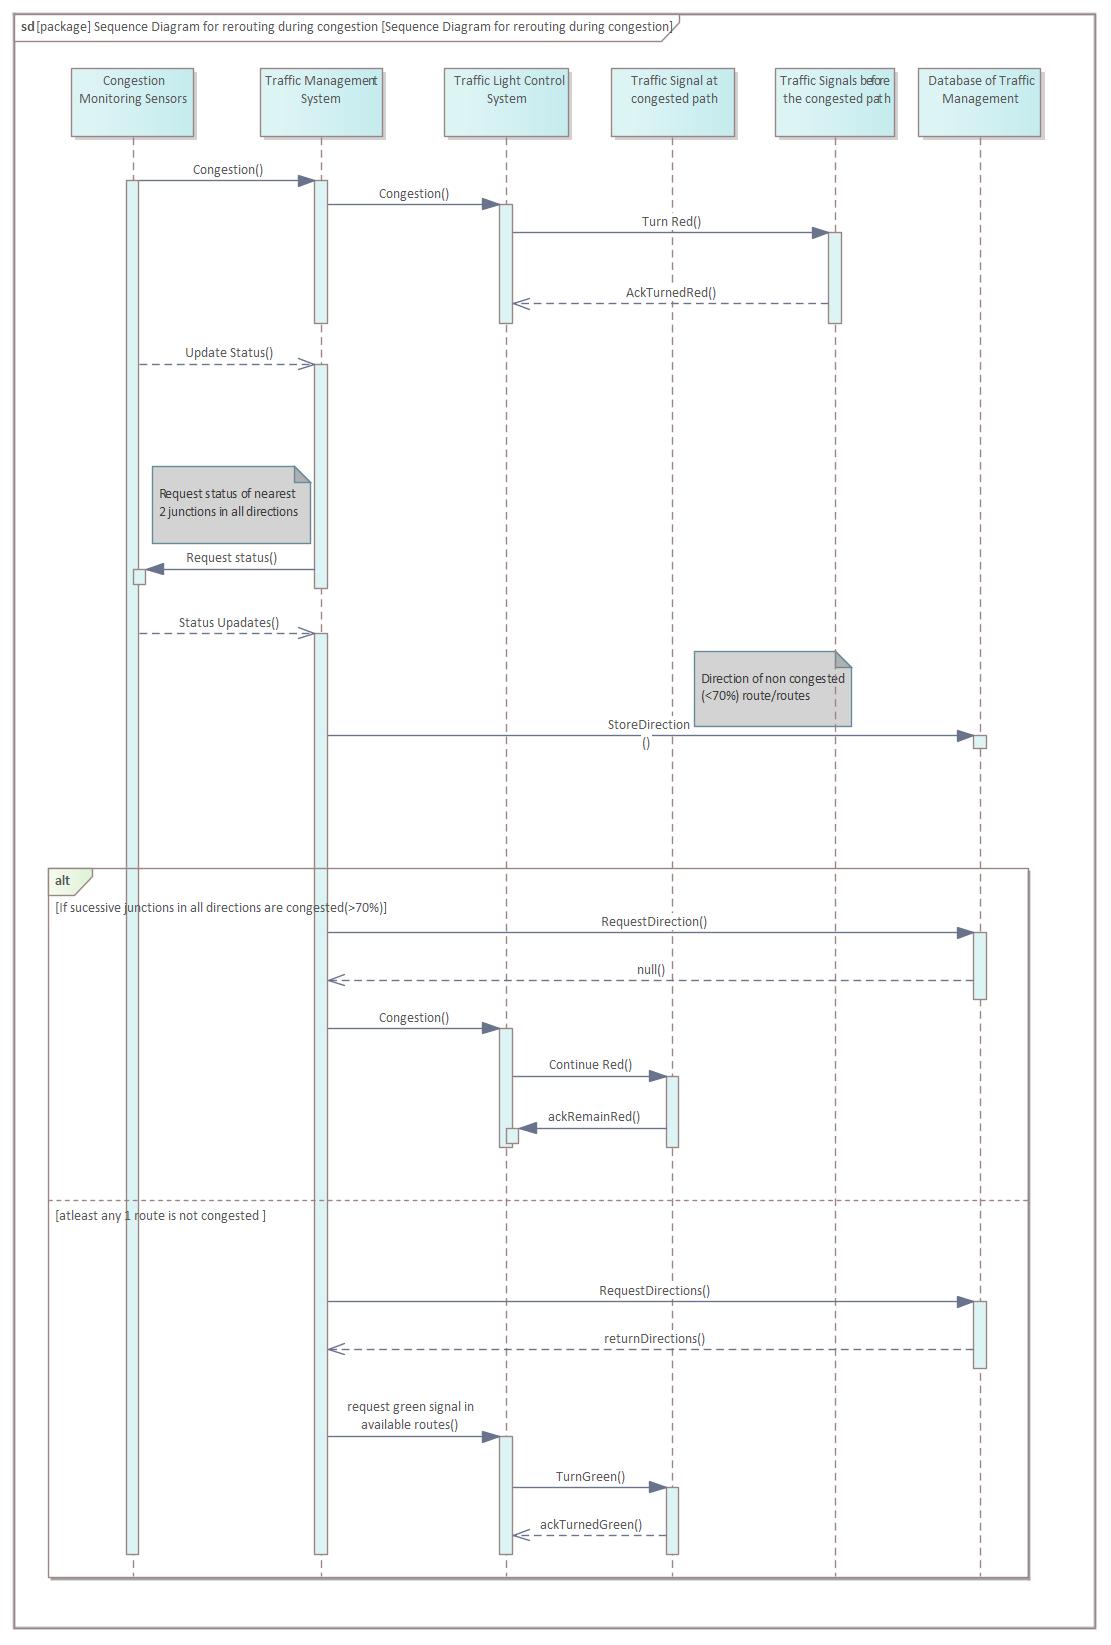 sd [package] Sequence Diagram for rerouting during congestion [Sequence Diagram for rerouting during congestion]
Congestion
Monitoring Sensors
Traffic Management
System
Traffic Light Control
System
Traffic Signal at
congested path
Traffic Signals before
the congested path
Database of Traffic
Management
Congestion()
Congestion()
Turn Red()
AckTurnedRed()
Update Status()
Request status of nearest
2 junctions in all directions
Request status()
Status Upadates()
Direction of non congested
(<70%) route/routes
StoreDirection
()
alt
[If sucessive junctions in all directions are congested(>70%)]
RequestDirection()
null()
Congestion()
Continue Red()
ackRemainRed()
[atleast any 1 route is not congested ]
RequestDirections()
returnDirections()
request green signal in
available routes()
TurnGreen()
ackTurnedGreen()